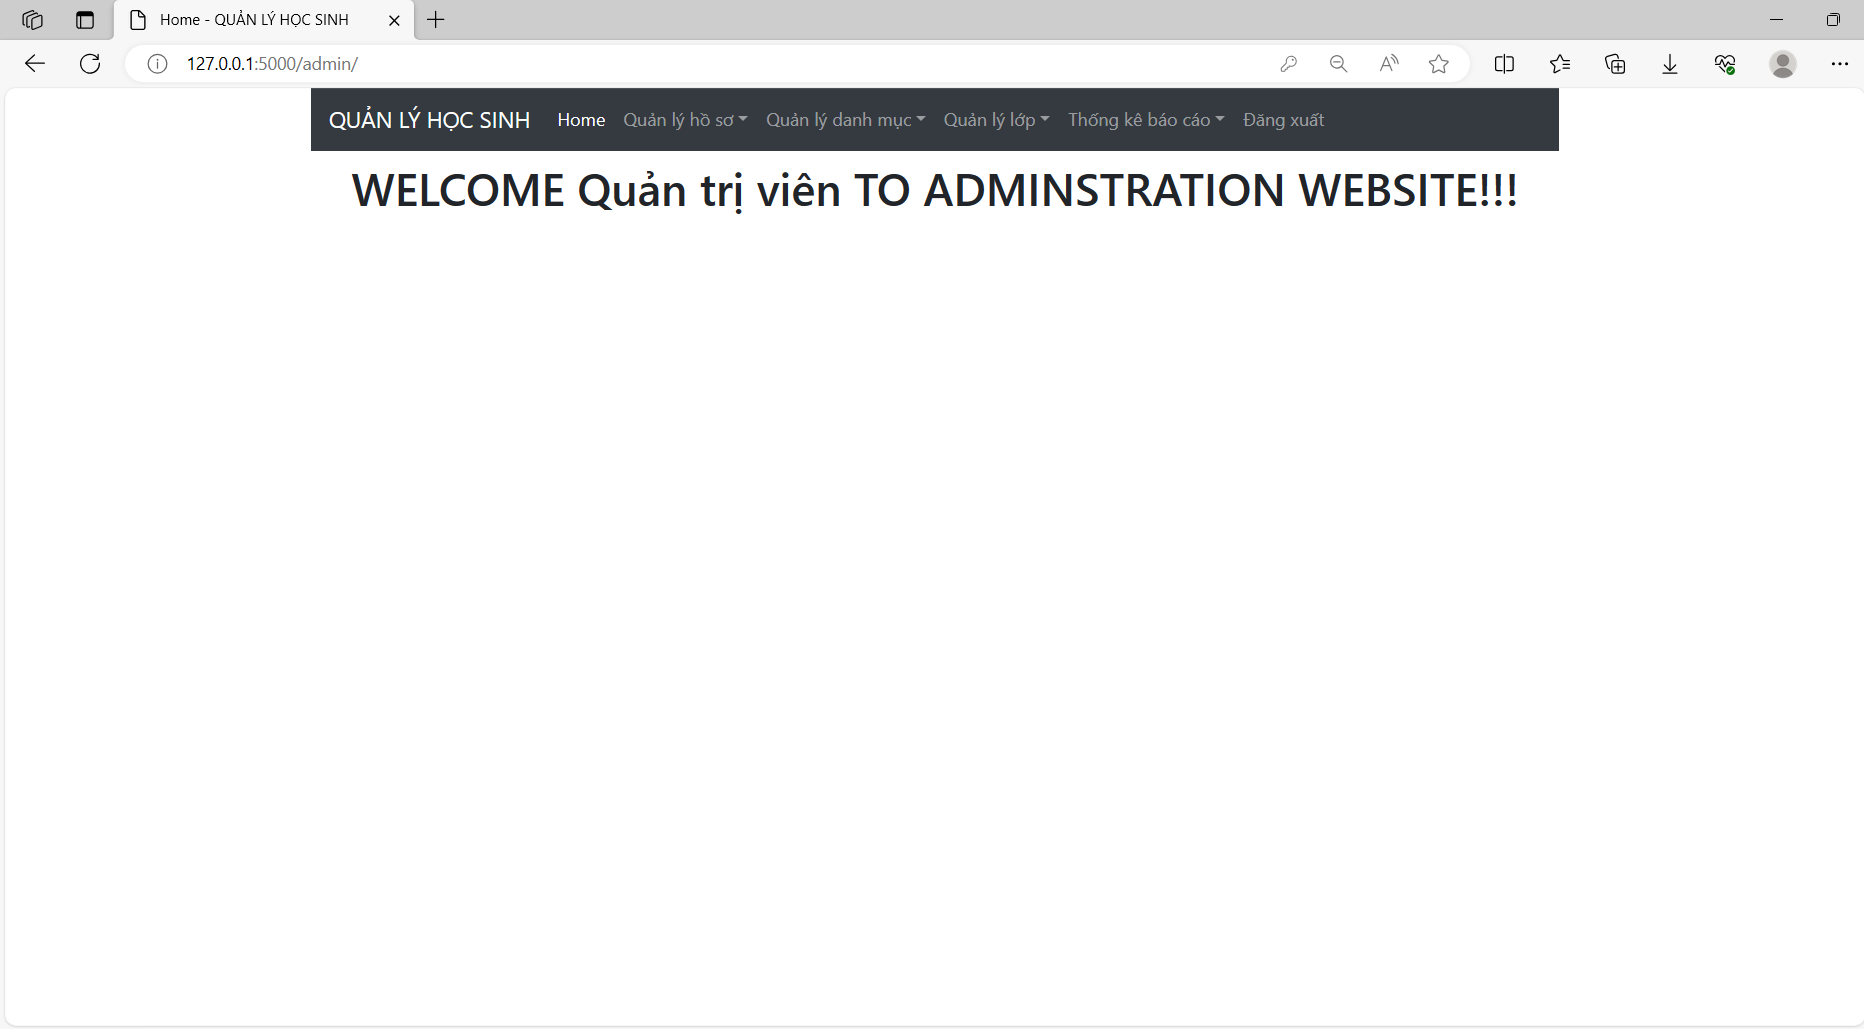 Home - QUẢN LÝ HỌC SINH
127.0.0.1:5000/admin/
QUẢN LÝ HỌC SINH Home Quản lý hồ sơ Quản lý danh mục Quản lý lớp Thống kê báo cáo Đăng xuất
WELCOME Quản trị viên TO ADMINSTRATION WEBSITE!!!